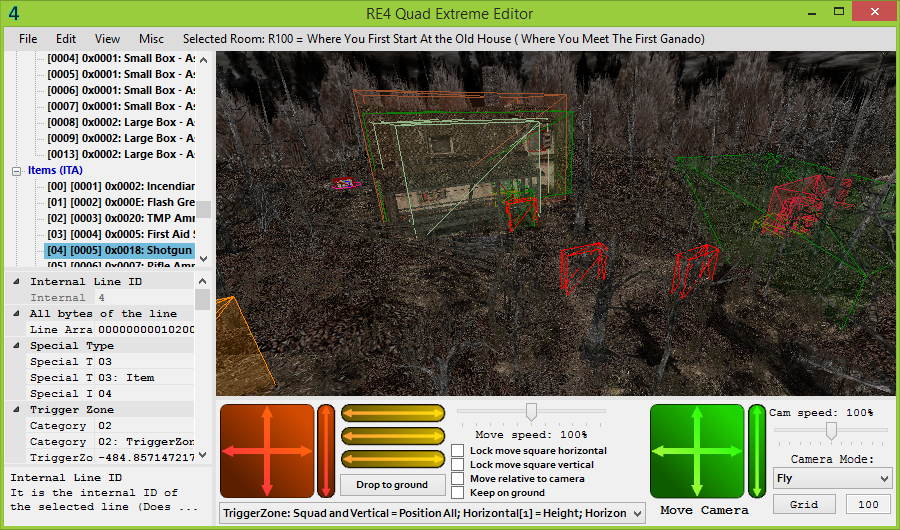 4 RE4 Quad Extreme Editor
File Edit View Misc Selected Room: R100 = Where You First Start At the Old House ( Where You Meet The First Ganado)
[0004] 0x0001: Small Box - As
[0005] 0x0001: Small Box - As
[0006] 0x0001: Small Box - As
[0007] 0x0001: Small Box - As
[0008] 0x0002: Large Box - As
[0009] 0x0002: Large Box - As
[0013] 0x0002: Large Box - As
Items (ITA)
[00] [0001] 0x0002: Incendiar
[01] [0002] 0x000E: Flash Gre
[02] [0003] 0x0020: TMP Amr
[03] [0004] 0x0005: First Aid S
[04] [0005] 0x0018: Shotgun
[05] [0006] 0x0007: Rifle Amr
Internal Line ID
Internal 4
All bytes of the line
Line Arra 00000000010200
Special Type
Special T 03
Special T 03: Item
Special I 04
Trigger Zone
Category 02
Category 02: TriggerZon
TriggerZo -484.857147217
Internal Line ID
It is the internal ID of
the selected line (Does ...
Move speed: 100%
Lock move square horizontal
Lock move square vertical
Move relative to camera
Keep on ground
Drop to ground
TriggerZone: Squad and Vertical = Position All; Horizontal[1] = Height; Horizon
Move Camera
Cam speed: 100%
Camera Mode:
Fly
Grid 100